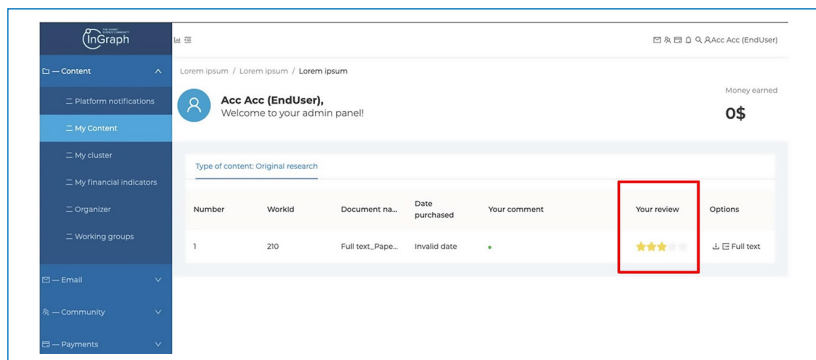 InGraph
Acc Acc (EndUser)
— Content
Platform notifications
My Content
My cluster
My financial indicators
Organizer
Working groups
— Email
— Community
— Payments
Lorem ipsum / Lorem ipsum / Lorem ipsum
Acc Acc (EndUser),
Welcome to your admin panel!
Money earned
0$
Type of content: Original research
Number WorkId Document na... Date purchased Your comment Your review Options
1 210 Full text_Pape... Invalid date Full text